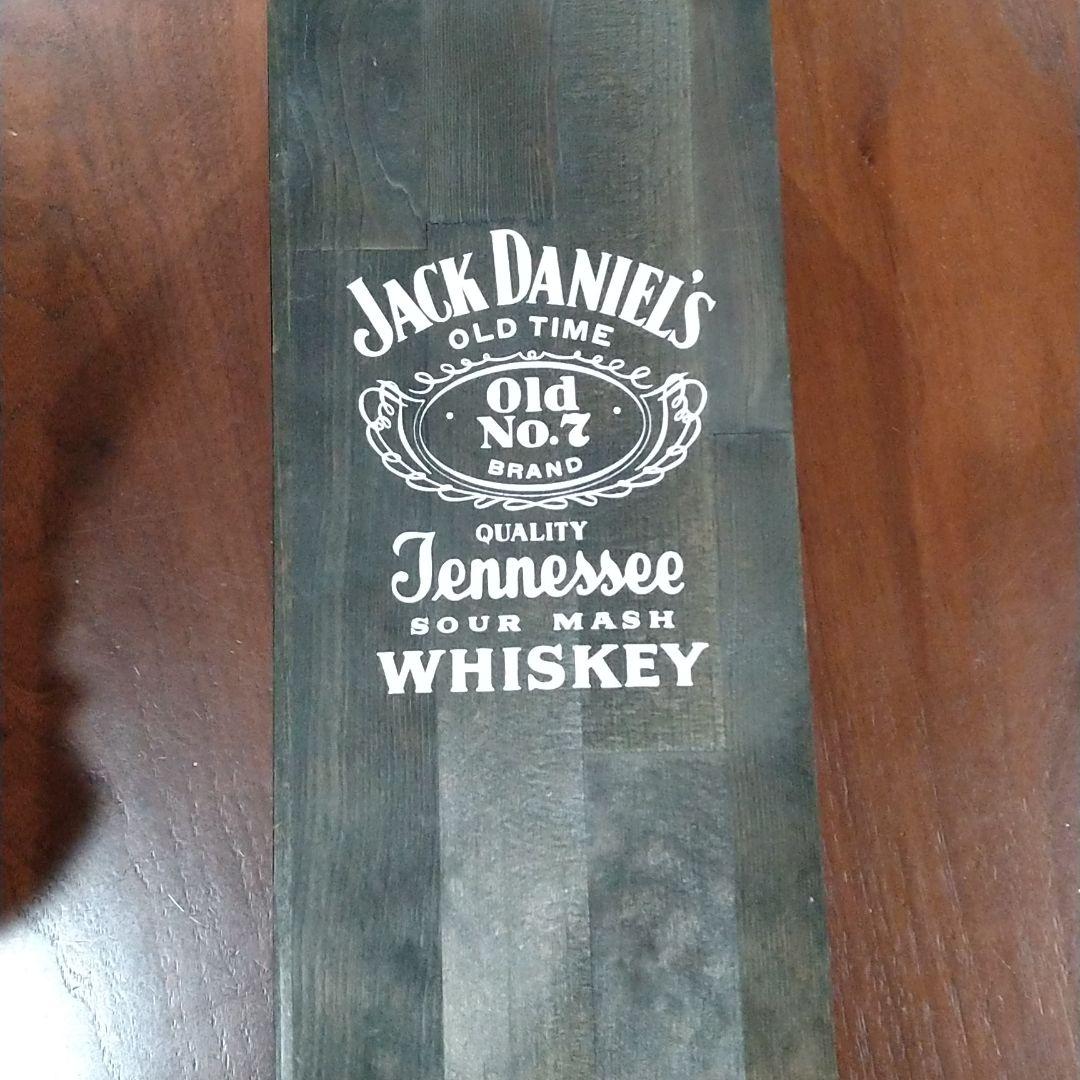 JACK DANIEL'S
OLD TIME
Old
No.7
BRAND
QUALITY
Tennessee
SOUR MASH
WHISKEY